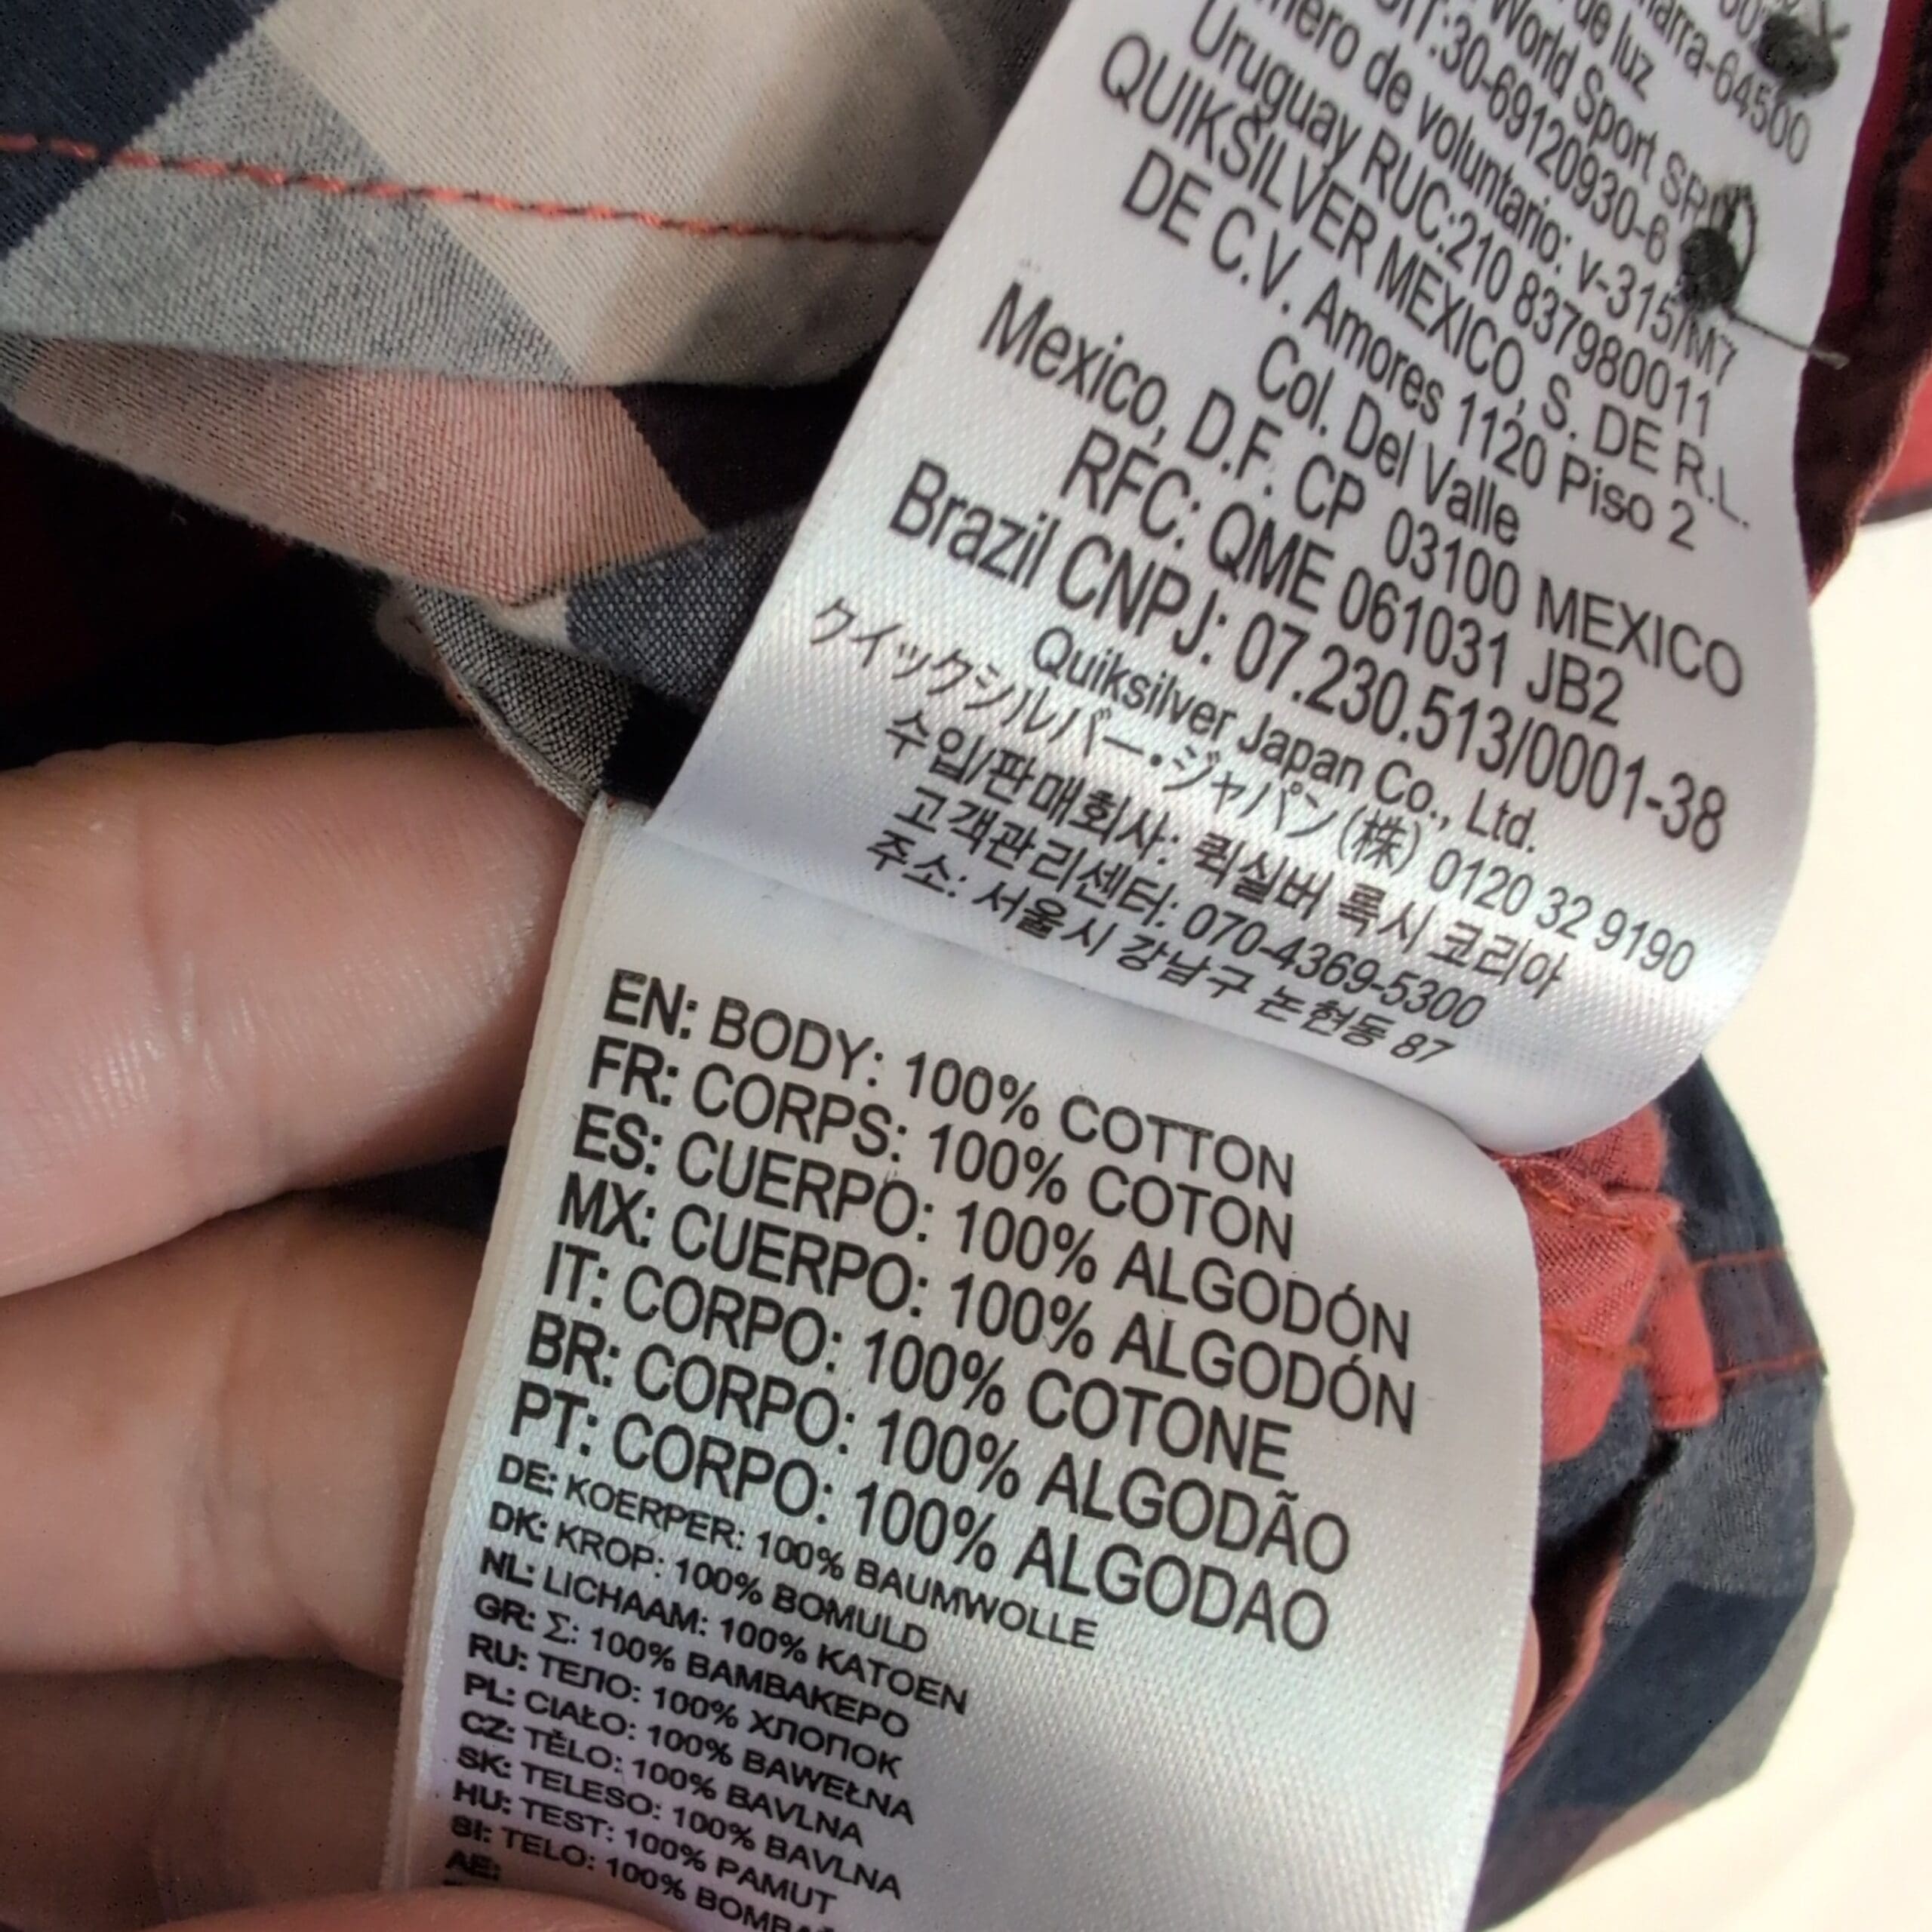 arra-64500
de luz
World Sport
:30-69120930-6
mero de voluntario: v-315/M7
Uruguay RUC:210 837980011
QUIKSILVER MEXICO, S. DE R.L.
DE C.V. Amores 1120 Piso 2
Col. Del Valle
Mexico, D.F. CP 03100 MEXICO
RFC: QME 061031 JB2
Brazil CNPJ: 07.230.513/0001-38
Quiksilver Japan Co., Ltd.
クイックシルバー・ジャパン(株) 0120 32 9190
수입/판매회사: 퀵실버 록시 코리아
고객관리센터: 070-4369-5300
주소: 서울시 강남구 논현동 87
EN: BODY: 100% COTTON
FR: CORPS: 100% COTON
ES: CUERPO: 100% ALGODÓN
MX: CUERPO: 100% ALGODÓN
IT: CORPO: 100% COTONE
BR: CORPO: 100% ALGODÃO
PT: CORPO: 100% ALGODAO
DE: KOERPER: 100% BAUMWOLLE
DK: KROP: 100% BOMULD
NL: LICHAAM: 100% KATOEN
GR: Σ: 100% ΒΑΜΒΑΚΕΡΟ
RU: ТЕЛО: 100% ХЛОПОК
PL: CIAŁO: 100% BAWEŁNA
CZ: TĚLO: 100% BAVLNA
SK: TELESO: 100% BAVLNA
HU: TEST: 100% PAMUT
SI: TELO: 100% BOMBA
AE: